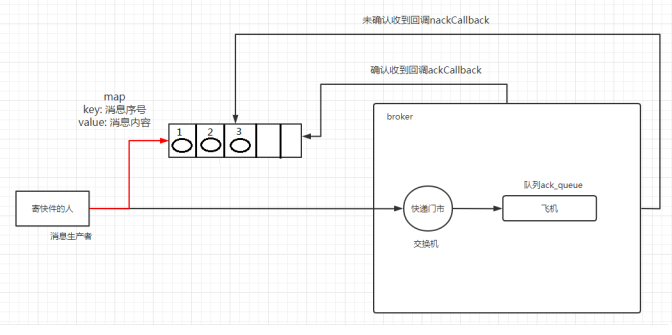 未确认收到回调nackCallback
确认收到回调ackCallback
map
key: 消息序号
value: 消息内容
1
2
3
broker
队列ack_queue
寄快件的人
快递门市
飞机
消息生产者
交换机